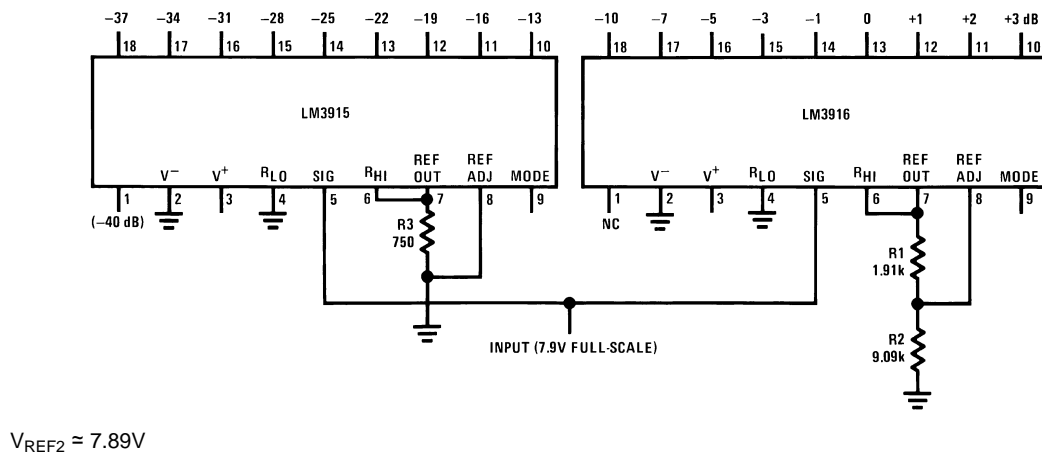 −37 −34 −31 −28 −25 −22 −19 −16 −13 −10 −7 −5 −3 −1 0 +1 +2 +3 dB
18 17 16 15 14 13 12 11 10 18 17 16 15 14 13 12 11 10
LM3915 LM3916
REF REF REF REF
V− V+ RLO SIG RHI OUT ADJ MODE V− V+ RLO SIG RHI OUT ADJ MODE
1 2 3 4 5 6 7 8 9 1 2 3 4 5 6 7 8 9
(−40 dB) NC
R3
750
R1
1.91k
R2
9.09k
INPUT (7.9V FULL-SCALE)
VREF2 ≃ 7.89V